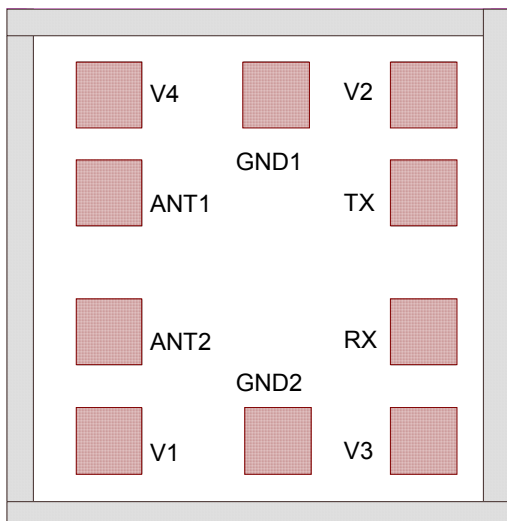 V4
V2
GND1
ANT1
TX
ANT2
RX
GND2
V1
V3